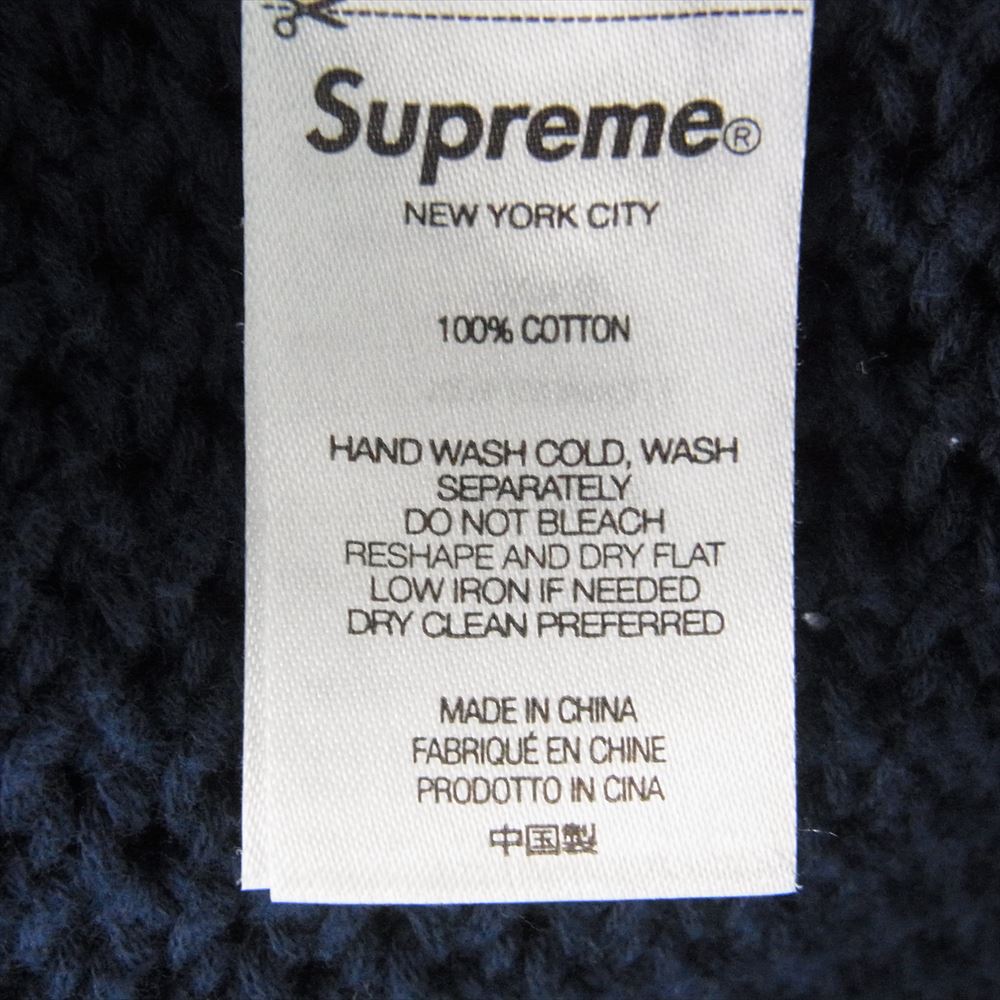 Supreme®
NEW YORK CITY
100% COTTON
HAND WASH COLD, WASH
SEPARATELY
DO NOT BLEACH
RESHAPE AND DRY FLAT
LOW IRON IF NEEDED
DRY CLEAN PREFERRED
MADE IN CHINA
FABRIQUÉ EN CHINE
PRODOTTO IN CINA
中国製